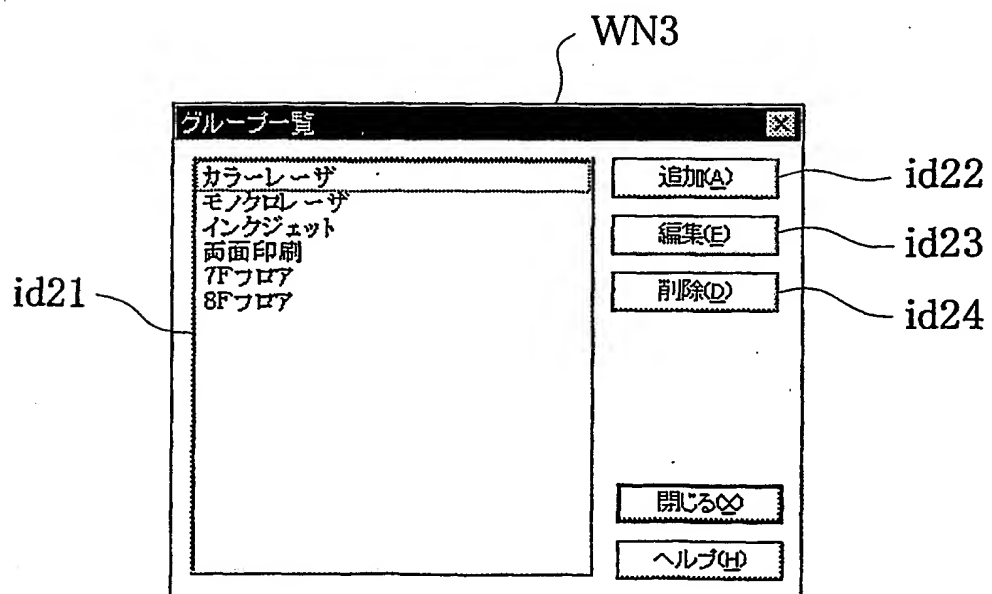 WN3
グループ一覧
カラーレーザ
モノクロレーザ
インクジェット
両面印刷
7Fフロア
8Fフロア
追加(A)
編集(E)
削除(D)
閉じる(X)
ヘルプ(H)
id21
id22
id23
id24